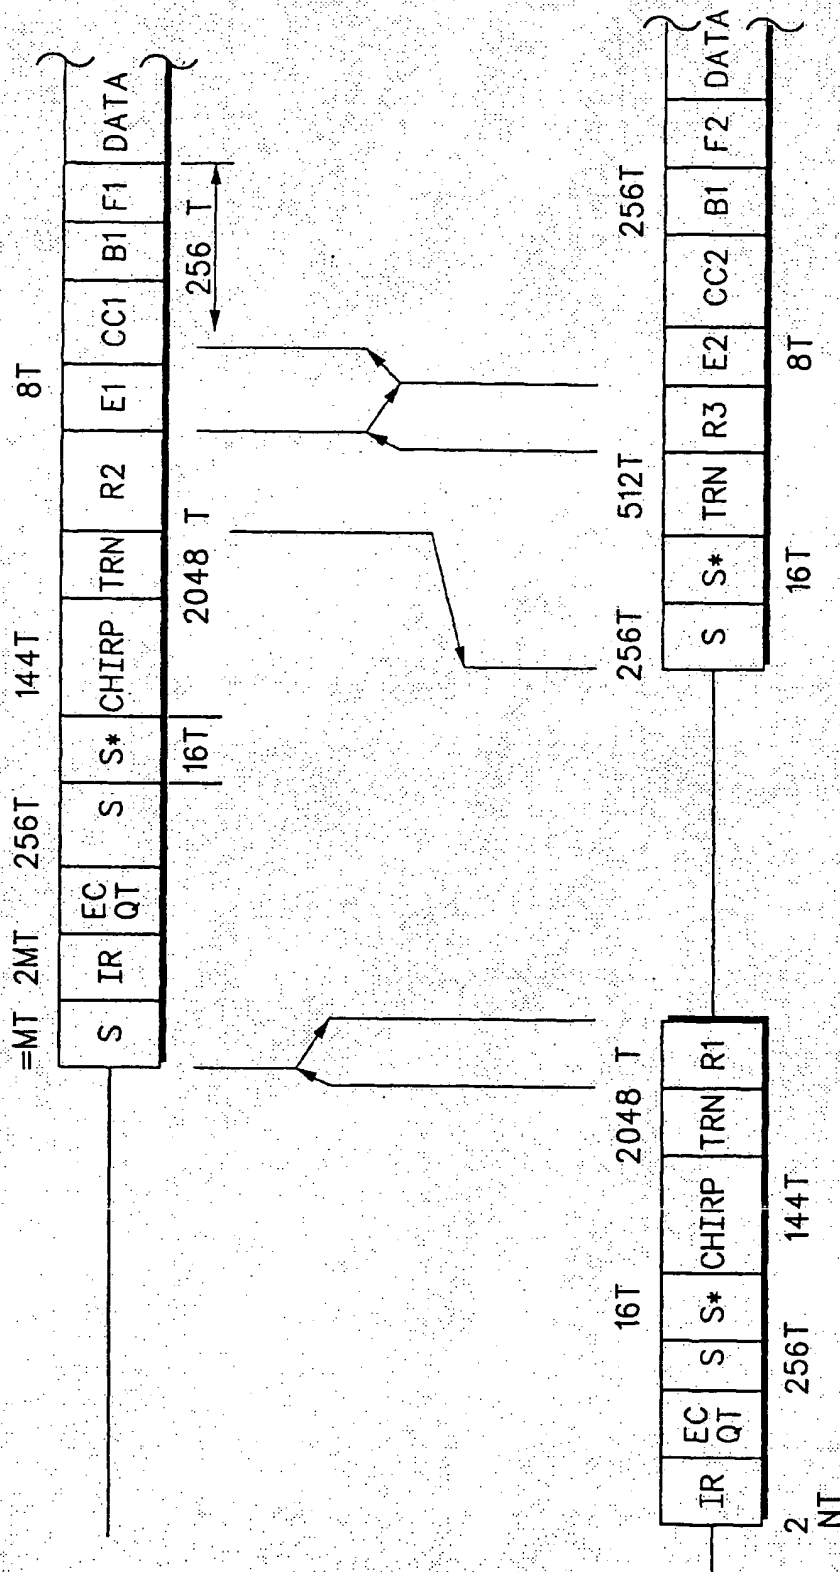 =MT 2MT 256T 144T 8T
S IR EC QT S S* CHIRP TRN R2 E1 CC1 B1 F1 DATA
16T 2048 T 256 T
16T 2048 T 256T 512T 256T
IR EC QT S S* CHIRP TRN R1 S S* TRN R3 E2 CC2 B1 F2 DATA
2 NT 256T 144T 16T 8T